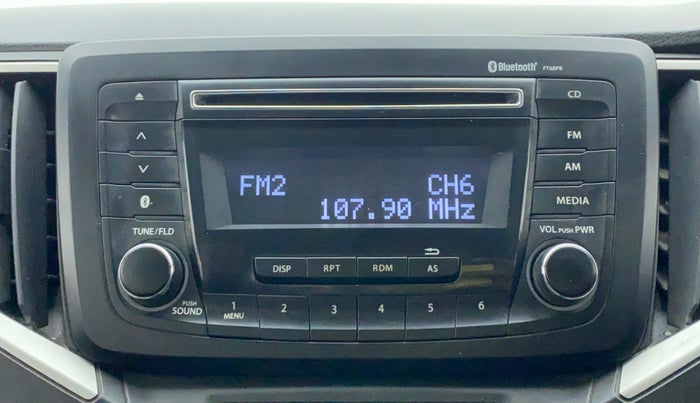 Bluetooth® FT68PB
CD
FM
AM
MEDIA
FM2 CH6
107.90 MHz
TUNE/FLD
VOL PUSH PWR
DISP RPT RDM AS
PUSH
SOUND
1 2 3 4 5 6
MENU